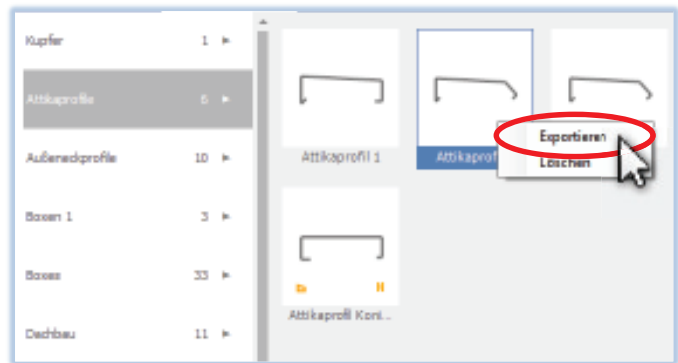 Kupfer 1
Attikaprofile 6
Außeneckprofile 10
Boxen 1 3
Boxes 33
Dachbau 11
Attikaprofil 1
Attikaprof
Exportieren
Löschen
Attikaprofil Koni...